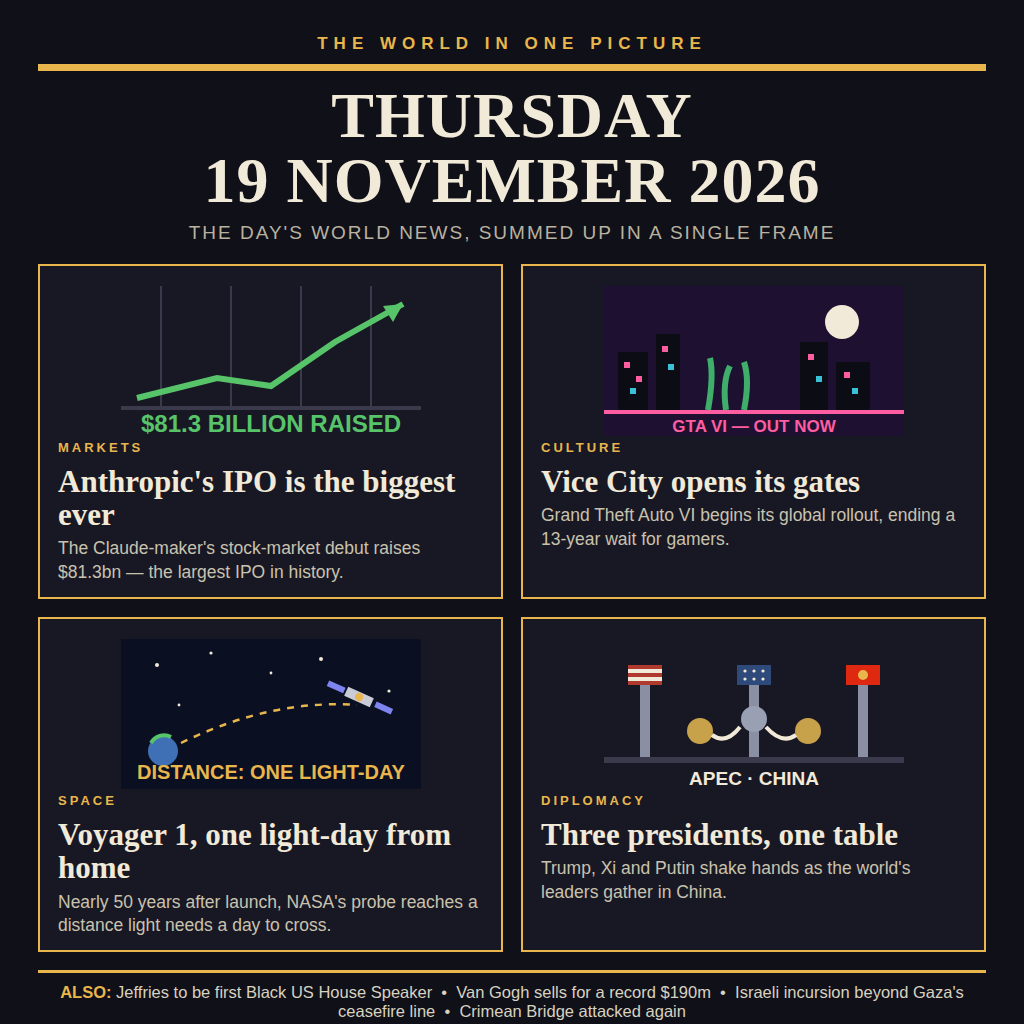 THE WORLD IN ONE PICTURE
THURSDAY
19 NOVEMBER 2026
THE DAY'S WORLD NEWS, SUMMED UP IN A SINGLE FRAME
$81.3 BILLION RAISED
MARKETS
Anthropic's IPO is the biggest
ever
The Claude-maker's stock-market debut raises
$81.3bn — the largest IPO in history.
GTA VI — OUT NOW
CULTURE
Vice City opens its gates
Grand Theft Auto VI begins its global rollout, ending a
13-year wait for gamers.
DISTANCE: ONE LIGHT-DAY
SPACE
Voyager 1, one light-day from
home
Nearly 50 years after launch, NASA's probe reaches a
distance light needs a day to cross.
APEC · CHINA
DIPLOMACY
Three presidents, one table
Trump, Xi and Putin shake hands as the world's
leaders gather in China.
ALSO: Jeffries to be first Black US House Speaker • Van Gogh sells for a record $190m • Israeli incursion beyond Gaza's
ceasefire line • Crimean Bridge attacked again